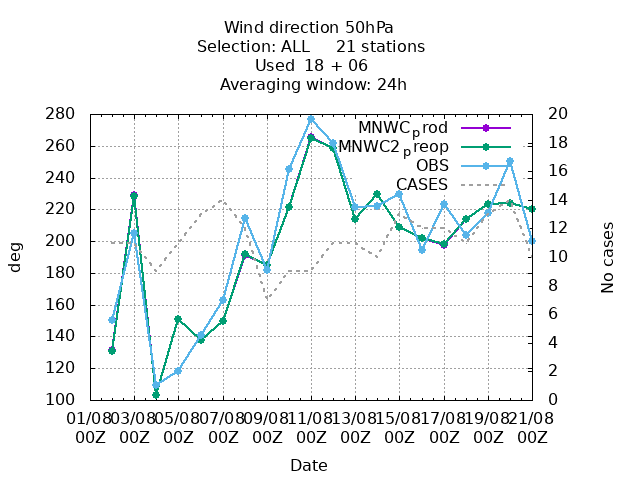 Wind direction 50hPa
Selection: ALL 21 stations
Used 18 + 06
Averaging window: 24h
280 20
260 18
240 16
220 14
200 12
180 10
160 8
140 6
120 4
100 2
0
MNWCprod
MNWC2preop
OBS
CASES
deg
No cases
01/08 03/08 05/08 07/08 09/08 11/08 13/08 15/08 17/08 19/08 21/08
00Z 00Z 00Z 00Z 00Z 00Z 00Z 00Z 00Z 00Z 00Z
Date